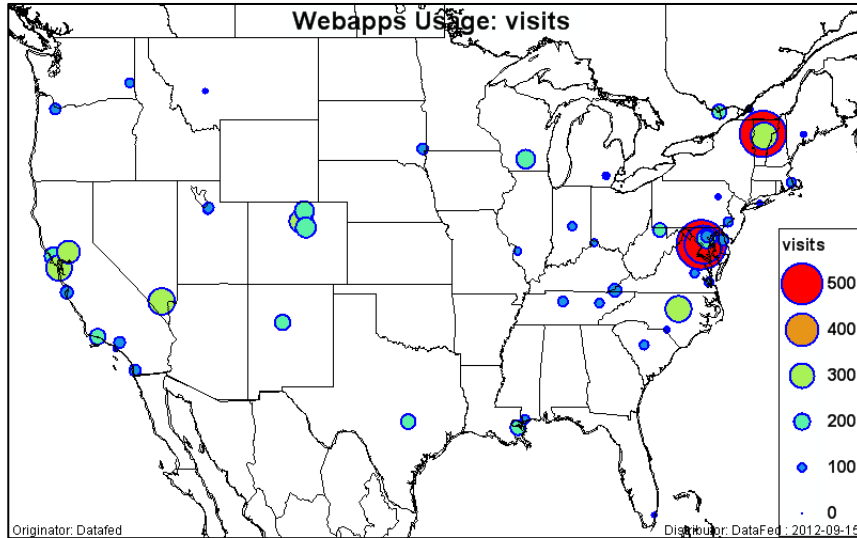 Webapps Usage: visits
visits
500
400
300
200
100
0
Originator: Datafed
Distributor: DataFed : 2012-09-15